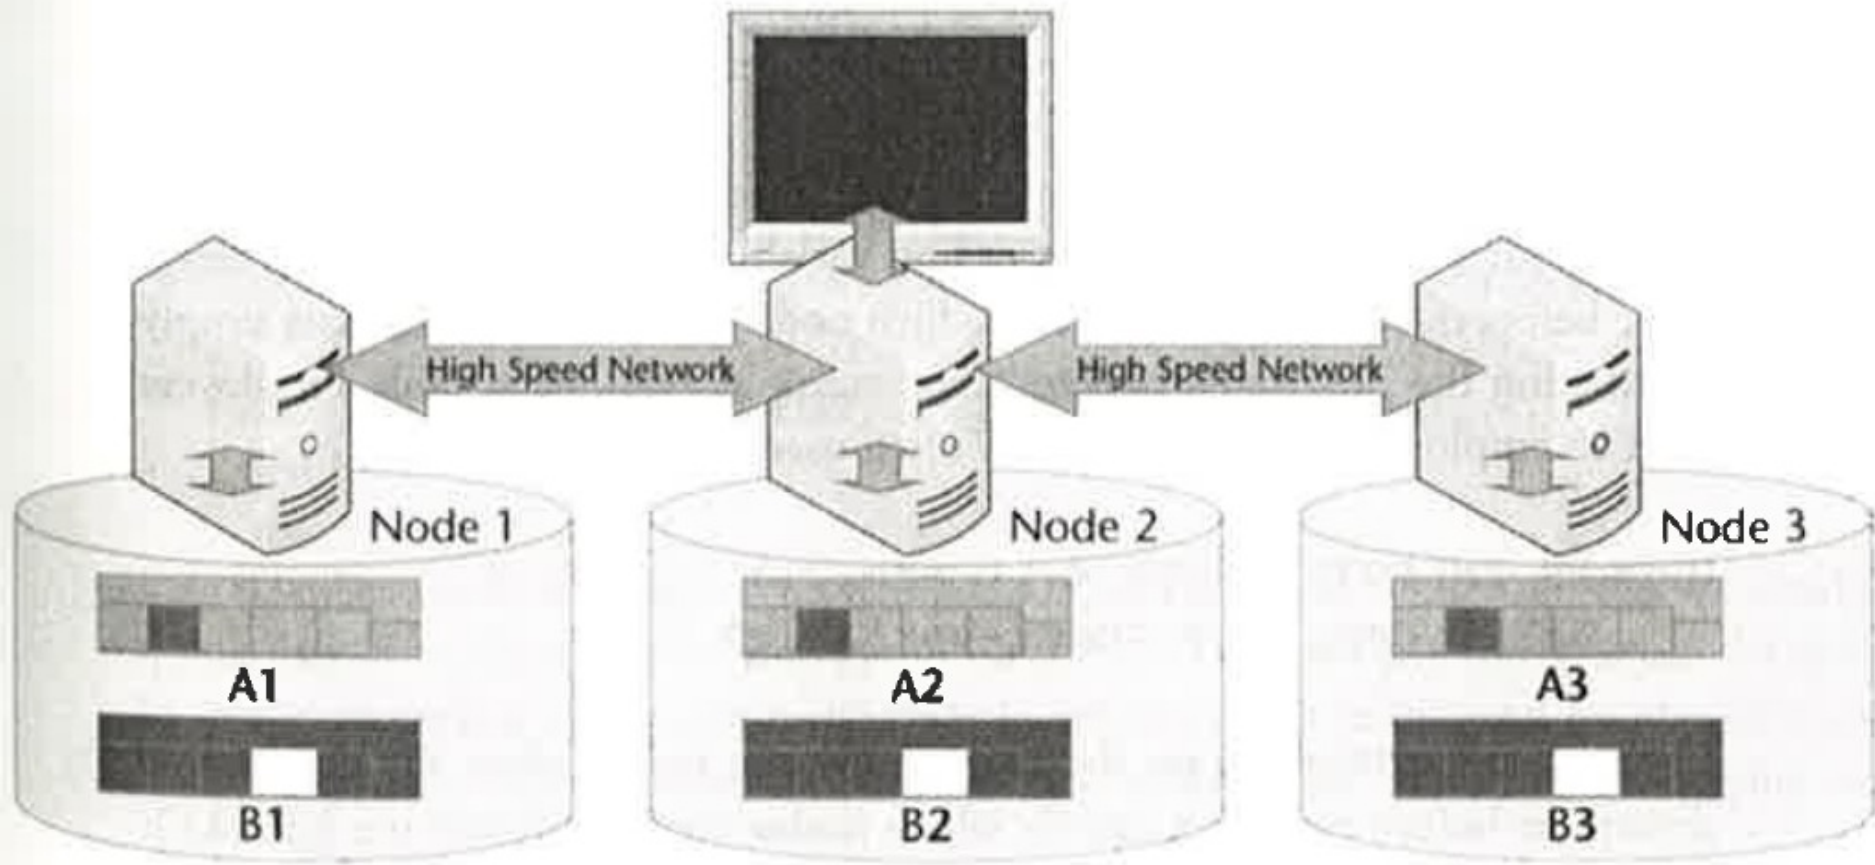 High Speed Network
High Speed Network
Node 1
Node 2
Node 3
A1
A2
A3
B1
B2
B3